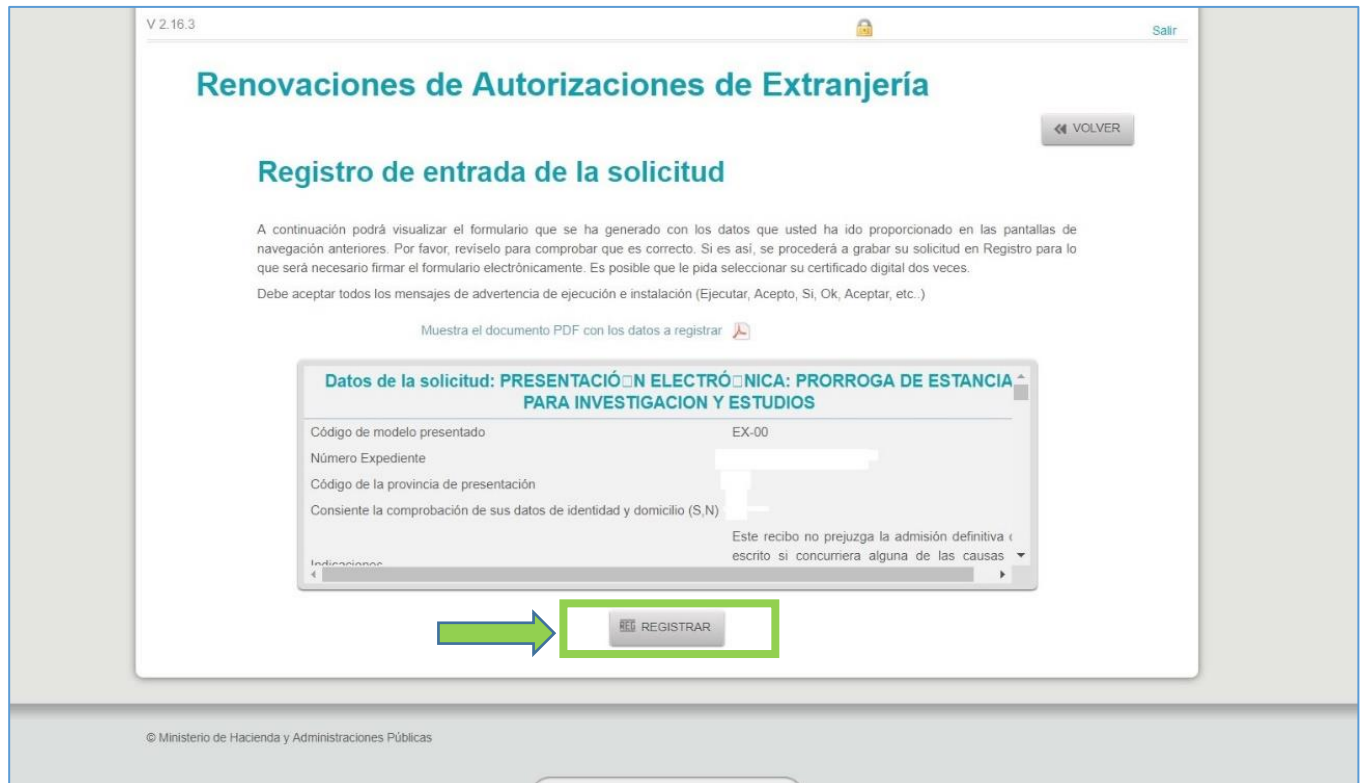 V 2.16.3
Salir
Renovaciones de Autorizaciones de Extranjería
VOLVER
Registro de entrada de la solicitud
A continuación podrá visualizar el formulario que se ha generado con los datos que usted ha ido proporcionado en las pantallas de
navegación anteriores. Por favor, revíselo para comprobar que es correcto. Si es así, se procederá a grabar su solicitud en Registro para lo
que será necesario firmar el formulario electrónicamente. Es posible que le pida seleccionar su certificado digital dos veces.
Debe aceptar todos los mensajes de advertencia de ejecución e instalación (Ejecutar, Acepto, Si, Ok, Aceptar, etc..)
Muestra el documento PDF con los datos a registrar
Datos de la solicitud: PRESENTACIÓ□N ELECTRÓ□NICA: PRORROGA DE ESTANCIA
PARA INVESTIGACION Y ESTUDIOS
Código de modelo presentado EX-00
Número Expediente
Código de la provincia de presentación
Consiente la comprobación de sus datos de identidad y domicilio (S,N)
Este recibo no prejuzga la admisión definitiva
escrito si concurriera alguna de las causas
Indicaciones
REG REGISTRAR
© Ministerio de Hacienda y Administraciones Públicas